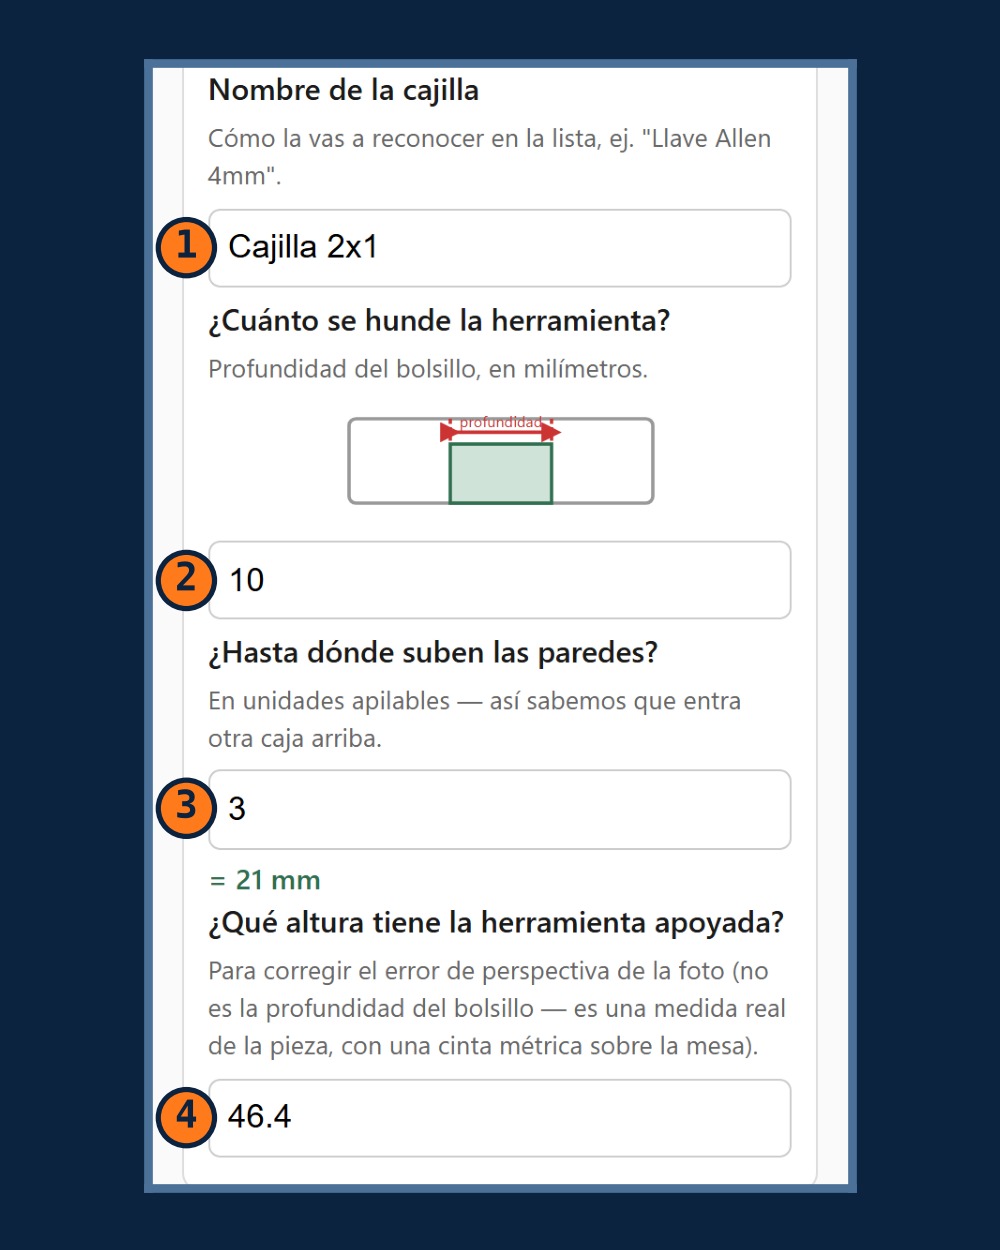 Nombre de la cajilla
Cómo la vas a reconocer en la lista, ej. "Llave Allen
4mm".
1
Cajilla 2x1
¿Cuánto se hunde la herramienta?
Profundidad del bolsillo, en milímetros.
profundidad
2
10
¿Hasta dónde suben las paredes?
En unidades apilables — así sabemos que entra
otra caja arriba.
3
3
= 21 mm
¿Qué altura tiene la herramienta apoyada?
Para corregir el error de perspectiva de la foto (no
es la profundidad del bolsillo — es una medida real
de la pieza, con una cinta métrica sobre la mesa).
4
46.4